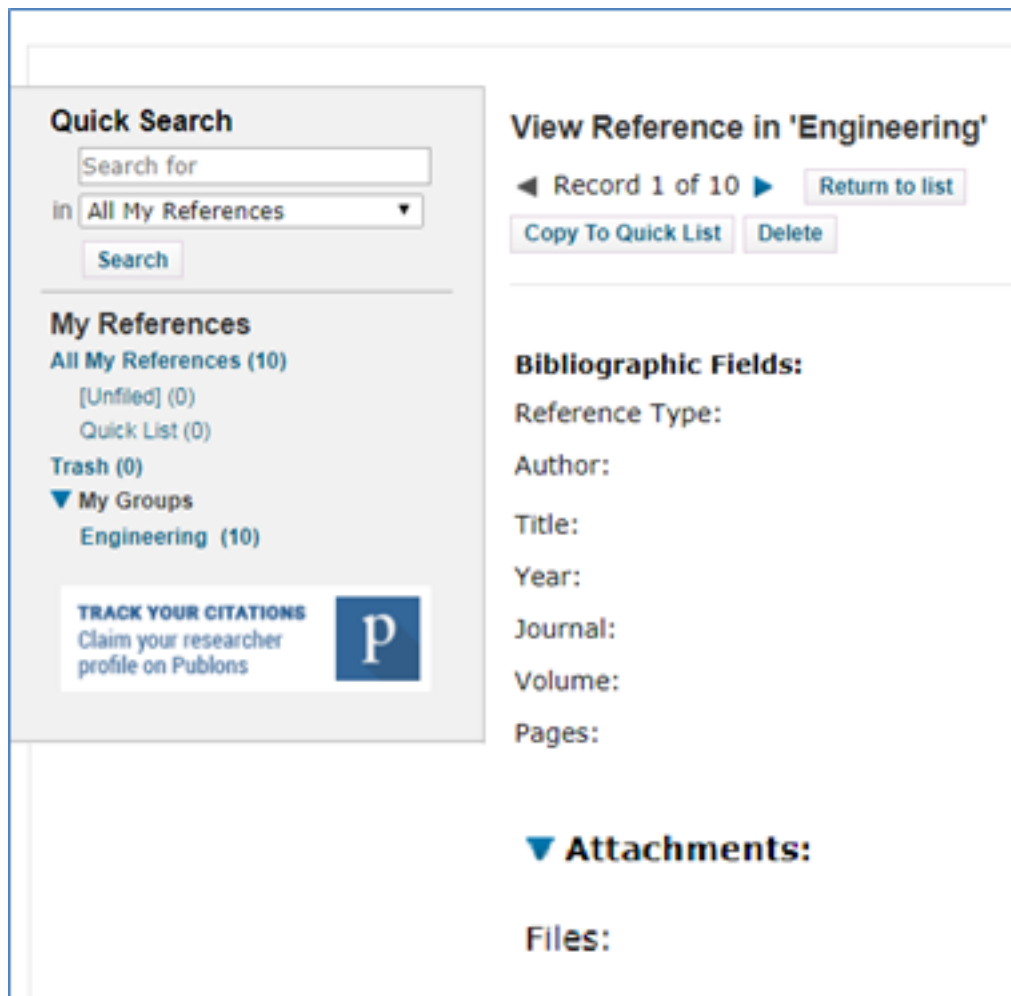 Quick Search
Search for
in All My References
Search
My References
All My References (10)
[Unfiled] (0)
Quick List (0)
Trash (0)
My Groups
Engineering (10)
TRACK YOUR CITATIONS
Claim your researcher
profile on Publons
p
View Reference in 'Engineering'
Record 1 of 10 Return to list
Copy To Quick List Delete
Bibliographic Fields:
Reference Type:
Author:
Title:
Year:
Journal:
Volume:
Pages:
Attachments:
Files: